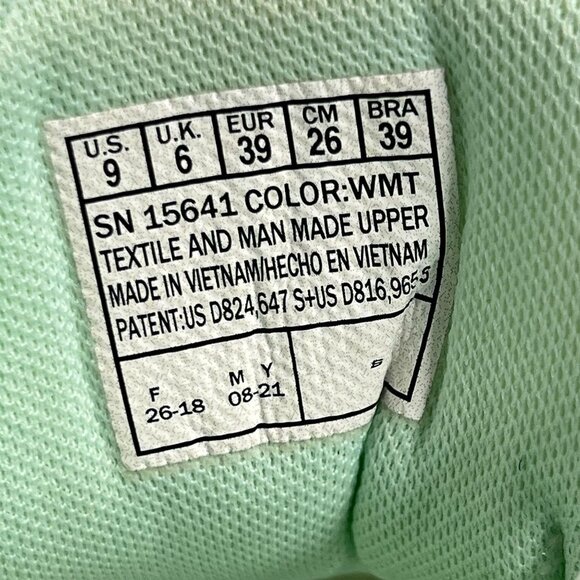 U.S. U.K. EUR CM BRA
9 6 39 26 39
SN 15641 COLOR:WMT
TEXTILE AND MAN MADE UPPER
MADE IN VIETNAM/HECHO EN VIETNAM
PATENT:US D824,647 S+US D816,965 S
F M Y
26-18 08-21